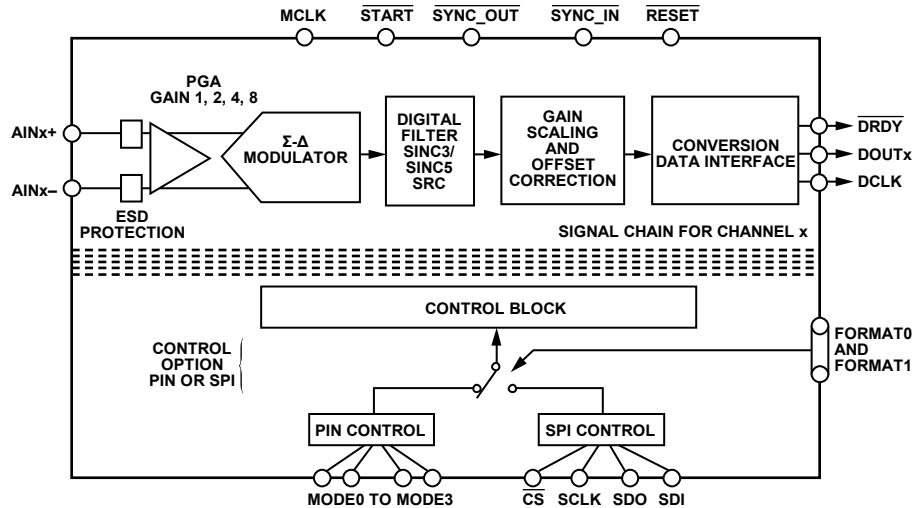 MCLK
START
SYNC_OUT
SYNC_IN
RESET
PGA
GAIN 1, 2, 4, 8
AINx+
AINx–
ESD
PROTECTION
Σ-Δ
MODULATOR
DIGITAL
FILTER
SINC3/
SINC5
SRC
GAIN
SCALING
AND
OFFSET
CORRECTION
CONVERSION
DATA INTERFACE
DRDY
DOUTx
DCLK
SIGNAL CHAIN FOR CHANNEL x
CONTROL BLOCK
CONTROL
OPTION
PIN OR SPI
FORMAT0
AND
FORMAT1
PIN CONTROL
SPI CONTROL
MODE0 TO MODE3
CS
SCLK
SDO
SDI